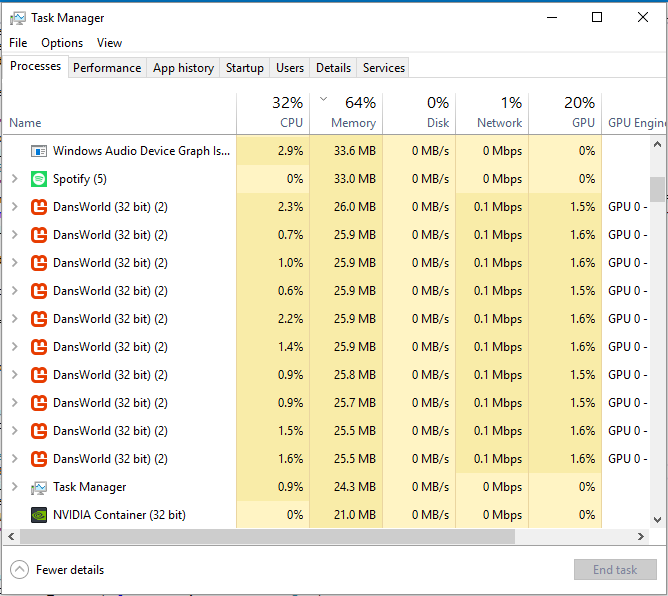 Task Manager
File Options View
Processes Performance App history Startup Users Details Services
32% 64% 0% 1% 20%
Name CPU Memory Disk Network GPU GPU Engine
Windows Audio Device Graph Is... 2.9% 33.6 MB 0 MB/s 0 Mbps 0%
Spotify (5) 0% 33.0 MB 0 MB/s 0 Mbps 0%
DansWorld (32 bit) (2) 2.3% 26.0 MB 0 MB/s 0.1 Mbps 1.5% GPU 0 -
DansWorld (32 bit) (2) 0.7% 25.9 MB 0 MB/s 0.1 Mbps 1.6% GPU 0 -
DansWorld (32 bit) (2) 1.0% 25.9 MB 0 MB/s 0.1 Mbps 1.6% GPU 0 -
DansWorld (32 bit) (2) 0.6% 25.9 MB 0 MB/s 0.1 Mbps 1.5% GPU 0 -
DansWorld (32 bit) (2) 2.2% 25.9 MB 0 MB/s 0.1 Mbps 1.6% GPU 0 -
DansWorld (32 bit) (2) 1.4% 25.9 MB 0 MB/s 0.1 Mbps 1.6% GPU 0 -
DansWorld (32 bit) (2) 0.9% 25.8 MB 0 MB/s 0.1 Mbps 1.6% GPU 0 -
DansWorld (32 bit) (2) 0.9% 25.7 MB 0 MB/s 0.1 Mbps 1.6% GPU 0 -
DansWorld (32 bit) (2) 1.5% 25.5 MB 0 MB/s 0.1 Mbps 1.6% GPU 0 -
DansWorld (32 bit) (2) 1.6% 25.5 MB 0 MB/s 0.1 Mbps 1.6% GPU 0 -
Task Manager 0.9% 24.3 MB 0 MB/s 0 Mbps 0%
NVIDIA Container (32 bit) 0% 21.0 MB 0 MB/s 0 Mbps 0%
Fewer details End task